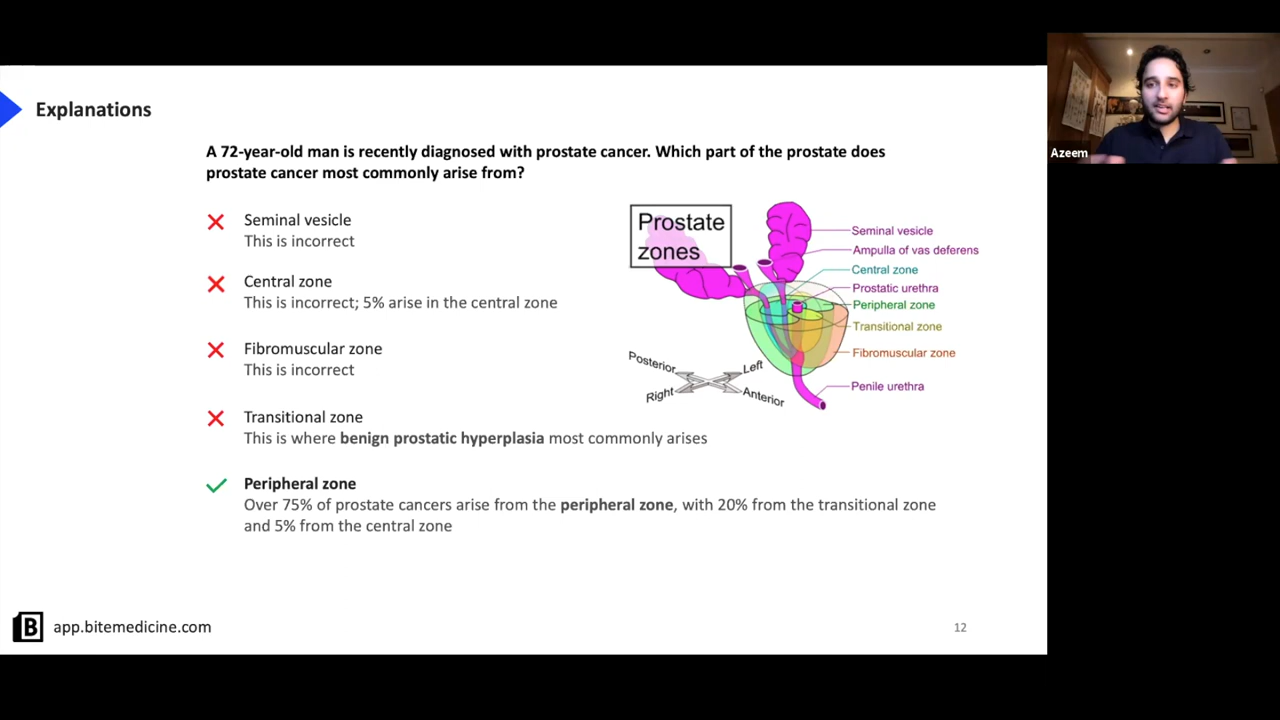 Explanations
A 72-year-old man is recently diagnosed with prostate cancer. Which part of the prostate does
prostate cancer most commonly arise from?
Seminal vesicle
This is incorrect
Central zone
This is incorrect; 5% arise in the central zone
Fibromuscular zone
This is incorrect
Transitional zone
This is where benign prostatic hyperplasia most commonly arises
Peripheral zone
Over 75% of prostate cancers arise from the peripheral zone, with 20% from the transitional zone
and 5% from the central zone
Prostate
zones
Seminal vesicle
Ampulla of vas deferens
Central zone
Prostatic urethra
Peripheral zone
Transitional zone
Fibromuscular zone
Penile urethra
Posterior
Left
Right
Anterior
B app.bitemedicine.com
12
Azeem